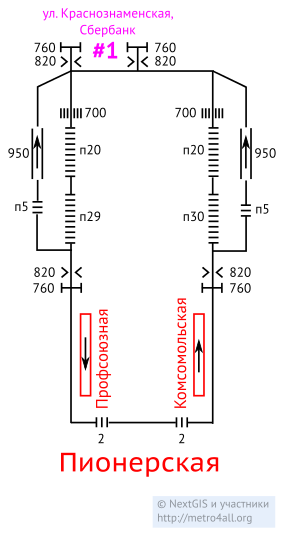 ул. Краснознаменская,
Сбербанк
760 #1 760
820 820
700 700
п20 п20
950 950
п5 п5
п29 п30
820 820
760 760
Профсоюзная
Комсомольская
2 2
Пионерская
© NextGIS и участники
http://metro4all.org